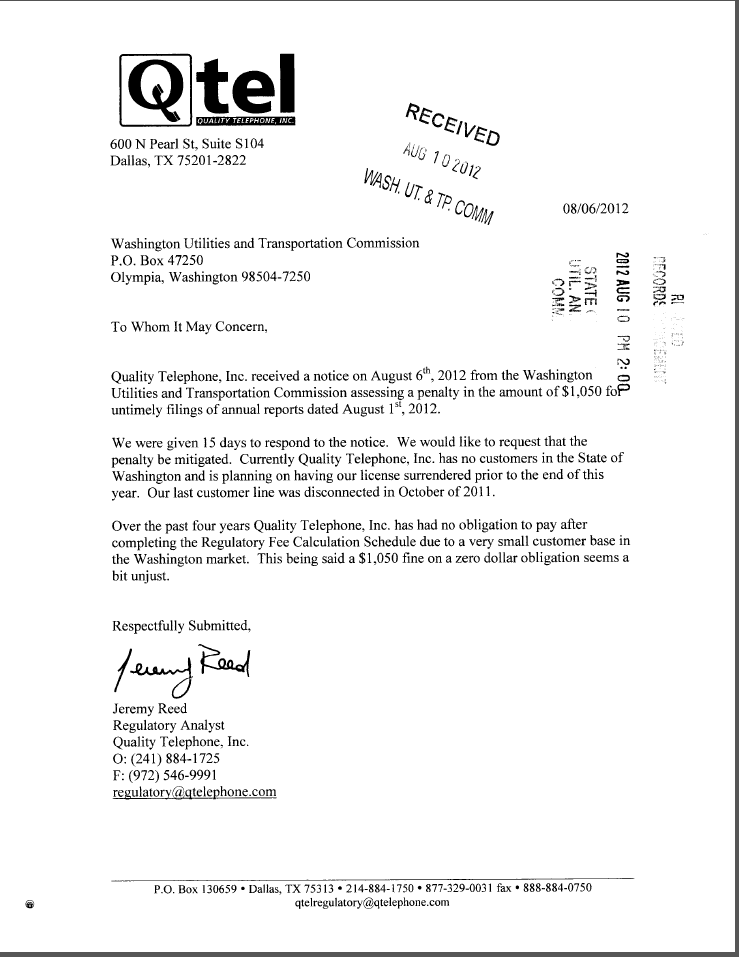 Qtel
QUALITY TELEPHONE, INC.
600 N Pearl St, Suite S104
Dallas, TX 75201-2822
RECEIVED
AUG 10 2012
WASH. UT. & TP. COMM
08/06/2012
Washington Utilities and Transportation Commission
P.O. Box 47250
Olympia, Washington 98504-7250
2012 AUG 10 PM 2:00
STATE
UTIL. AN
COMM.
RECORDS
To Whom It May Concern,
Quality Telephone, Inc. received a notice on August 6th, 2012 from the Washington
Utilities and Transportation Commission assessing a penalty in the amount of $1,050 for
untimely filings of annual reports dated August 1st, 2012.
We were given 15 days to respond to the notice. We would like to request that the
penalty be mitigated. Currently Quality Telephone, Inc. has no customers in the State of
Washington and is planning on having our license surrendered prior to the end of this
year. Our last customer line was disconnected in October of 2011.
Over the past four years Quality Telephone, Inc. has had no obligation to pay after
completing the Regulatory Fee Calculation Schedule due to a very small customer base in
the Washington market. This being said a $1,050 fine on a zero dollar obligation seems a
bit unjust.
Respectfully Submitted,
Jeremy Reed
Jeremy Reed
Regulatory Analyst
Quality Telephone, Inc.
O: (241) 884-1725
F: (972) 546-9991
regulatory@qtelephone.com
P.O. Box 130659 • Dallas, TX 75313 • 214-884-1750 • 877-329-0031 fax • 888-884-0750
qtelregulatory@qtelephone.com